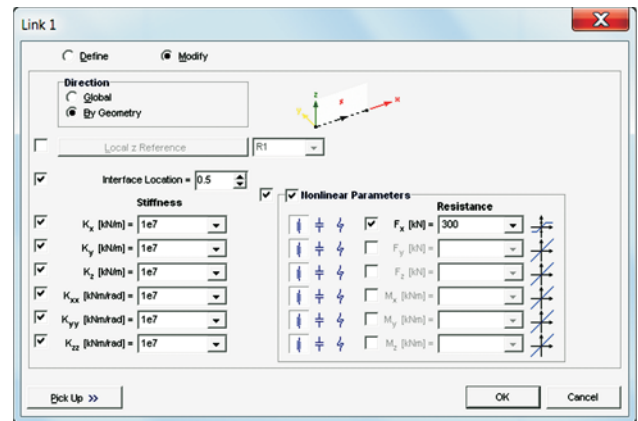 Link 1
X
Define Modify
Direction
Global
By Geometry
z
y
x
Local z Reference R1
Interface Location = 0.5
Nonlinear Parameters
Stiffness Resistance
Kx [kN/m] = 1e7 Fx [kN] = 300
Ky [kN/m] = 1e7 Fy [kN] =
Kz [kN/m] = 1e7 Fz [kN] =
Kxx [kNm/rad] = 1e7 Mx [kNm] =
Kyy [kNm/rad] = 1e7 My [kNm] =
Kzz [kNm/rad] = 1e7 Mz [kNm] =
Pick Up >> OK Cancel